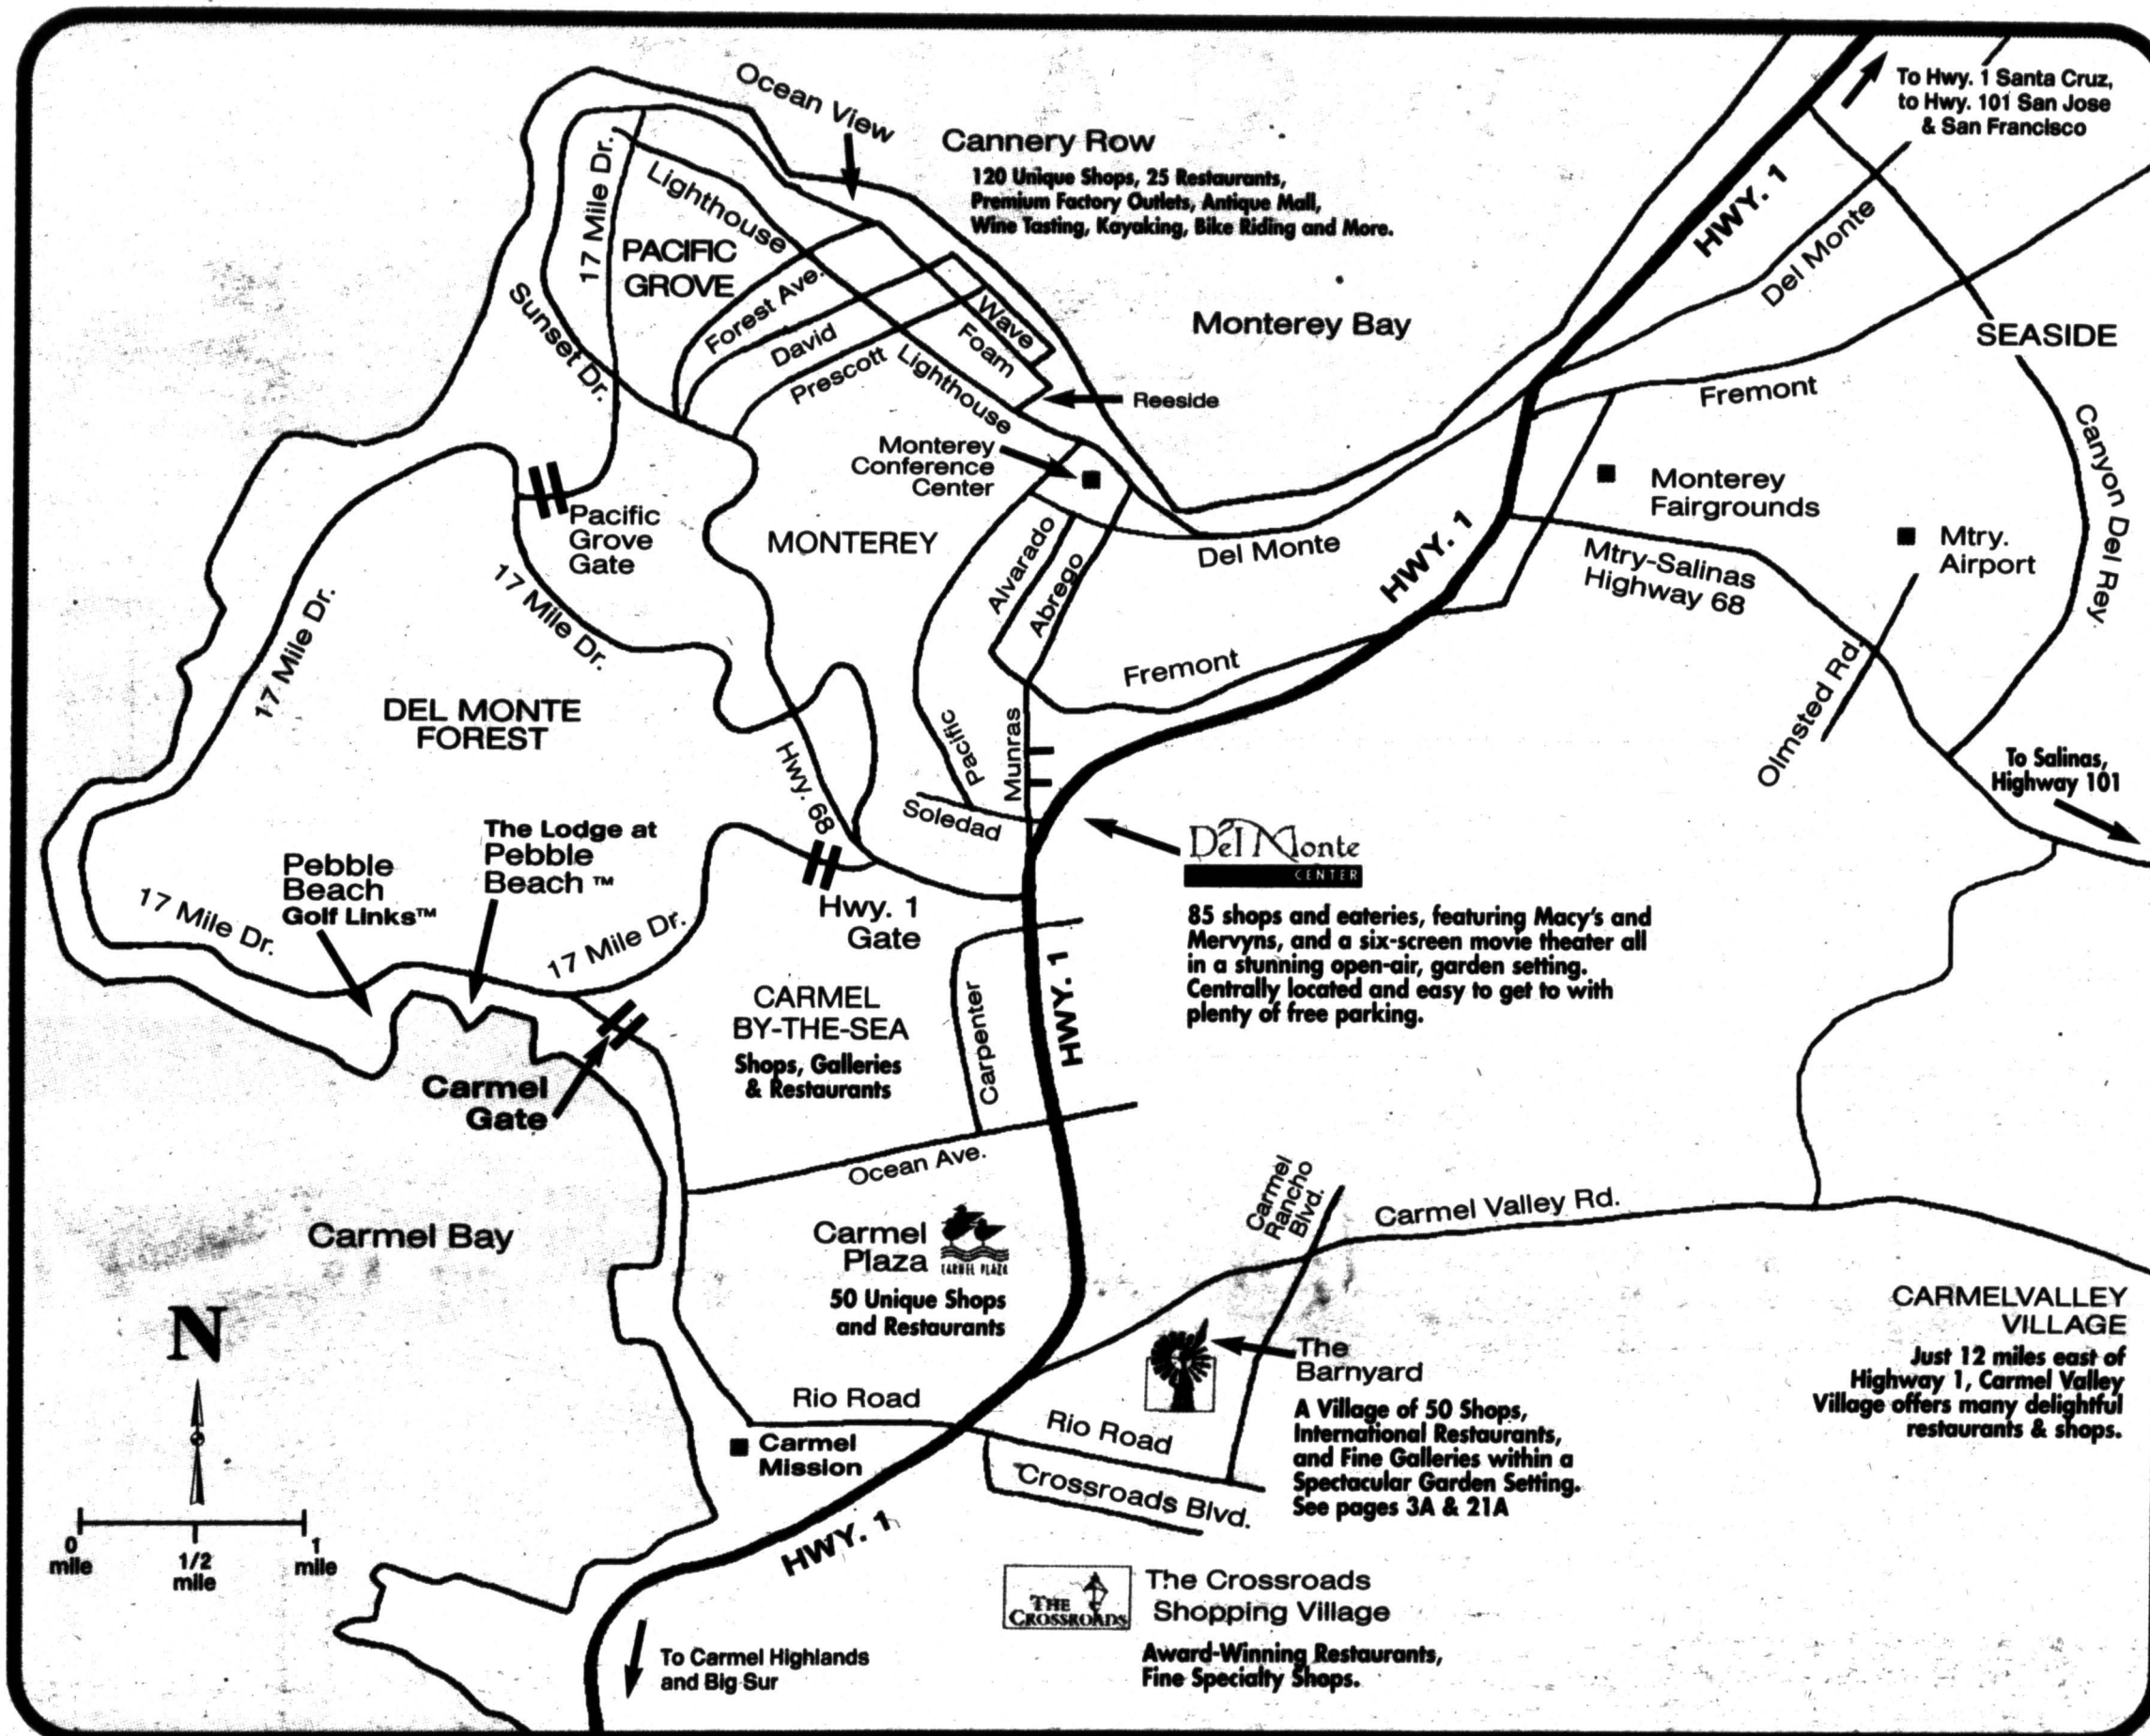 Ocean View
Cannery Row
120 Unique Shops, 25 Restaurants,
Premium Factory Outlets, Antique Mall,
Wine Tasting, Kayaking, Bike Riding and More.
To Hwy. 1 Santa Cruz,
to Hwy. 101 San Jose
& San Francisco
HWY. 1
Del Monte
17 Mile Dr.
Lighthouse
PACIFIC
GROVE
Sunset Dr.
Forest Ave.
David
Prescott
Lighthouse
Wave
Foam
Reeside
Monterey Bay
SEASIDE
Fremont
Canyon Del Rey
Monterey
Conference
Center
Monterey
Fairgrounds
Mtry.
Airport
Pacific
Grove
Gate
MONTEREY
Alvarado
Abrego
Del Monte
HWY. 1
Mtry-Salinas
Highway 68
17 Mile Dr.
17 Mile Dr.
Fremont
Olmsted Rd.
DEL MONTE
FOREST
Hwy. 68
Pacific
Munras
Soledad
To Salinas,
Highway 101
The Lodge at
Pebble
Beach ™
Pebble
Beach
Golf Links™
17 Mile Dr.
17 Mile Dr.
Hwy. 1
Gate
Del Monte
CENTER
85 shops and eateries, featuring Macy's and
Mervyns, and a six-screen movie theater all
in a stunning open-air, garden setting.
Centrally located and easy to get to with
plenty of free parking.
CARMEL
BY-THE-SEA
Shops, Galleries
& Restaurants
Carpenter
HWY. 1
Carmel
Gate
Ocean Ave.
Carmel Bay
Carmel
Plaza
CARMEL PLAZA
50 Unique Shops
and Restaurants
Carmel
Rancho
Blvd.
Carmel Valley Rd.
CARMELVALLEY
VILLAGE
Just 12 miles east of
Highway 1, Carmel Valley
Village offers many delightful
restaurants & shops.
The
Barnyard
A Village of 50 Shops,
International Restaurants,
and Fine Galleries within a
Spectacular Garden Setting.
See pages 3A & 21A
N
Rio Road
Rio Road
Carmel
Mission
Crossroads Blvd.
0
mile
1/2
mile
1
mile
HWY. 1
THE
CROSSROADS
The Crossroads
Shopping Village
Award-Winning Restaurants,
Fine Specialty Shops.
To Carmel Highlands
and Big Sur